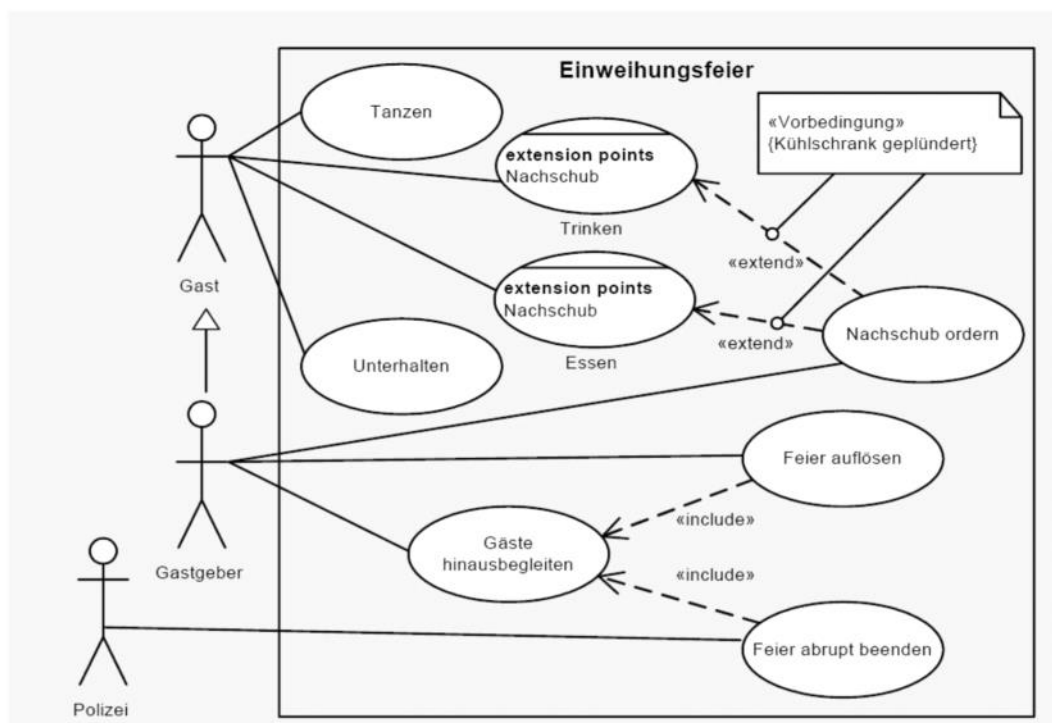 Einweihungsfeier
Tanzen
«Vorbedingung»
{Kühlschrank geplündert}
extension points
Nachschub
Trinken
«extend»
Gast
extension points
Nachschub
Essen
«extend»
Nachschub ordern
Unterhalten
Feier auflösen
«include»
Gäste
hinausbegleiten
Gastgeber
«include»
Feier abrupt beenden
Polizei